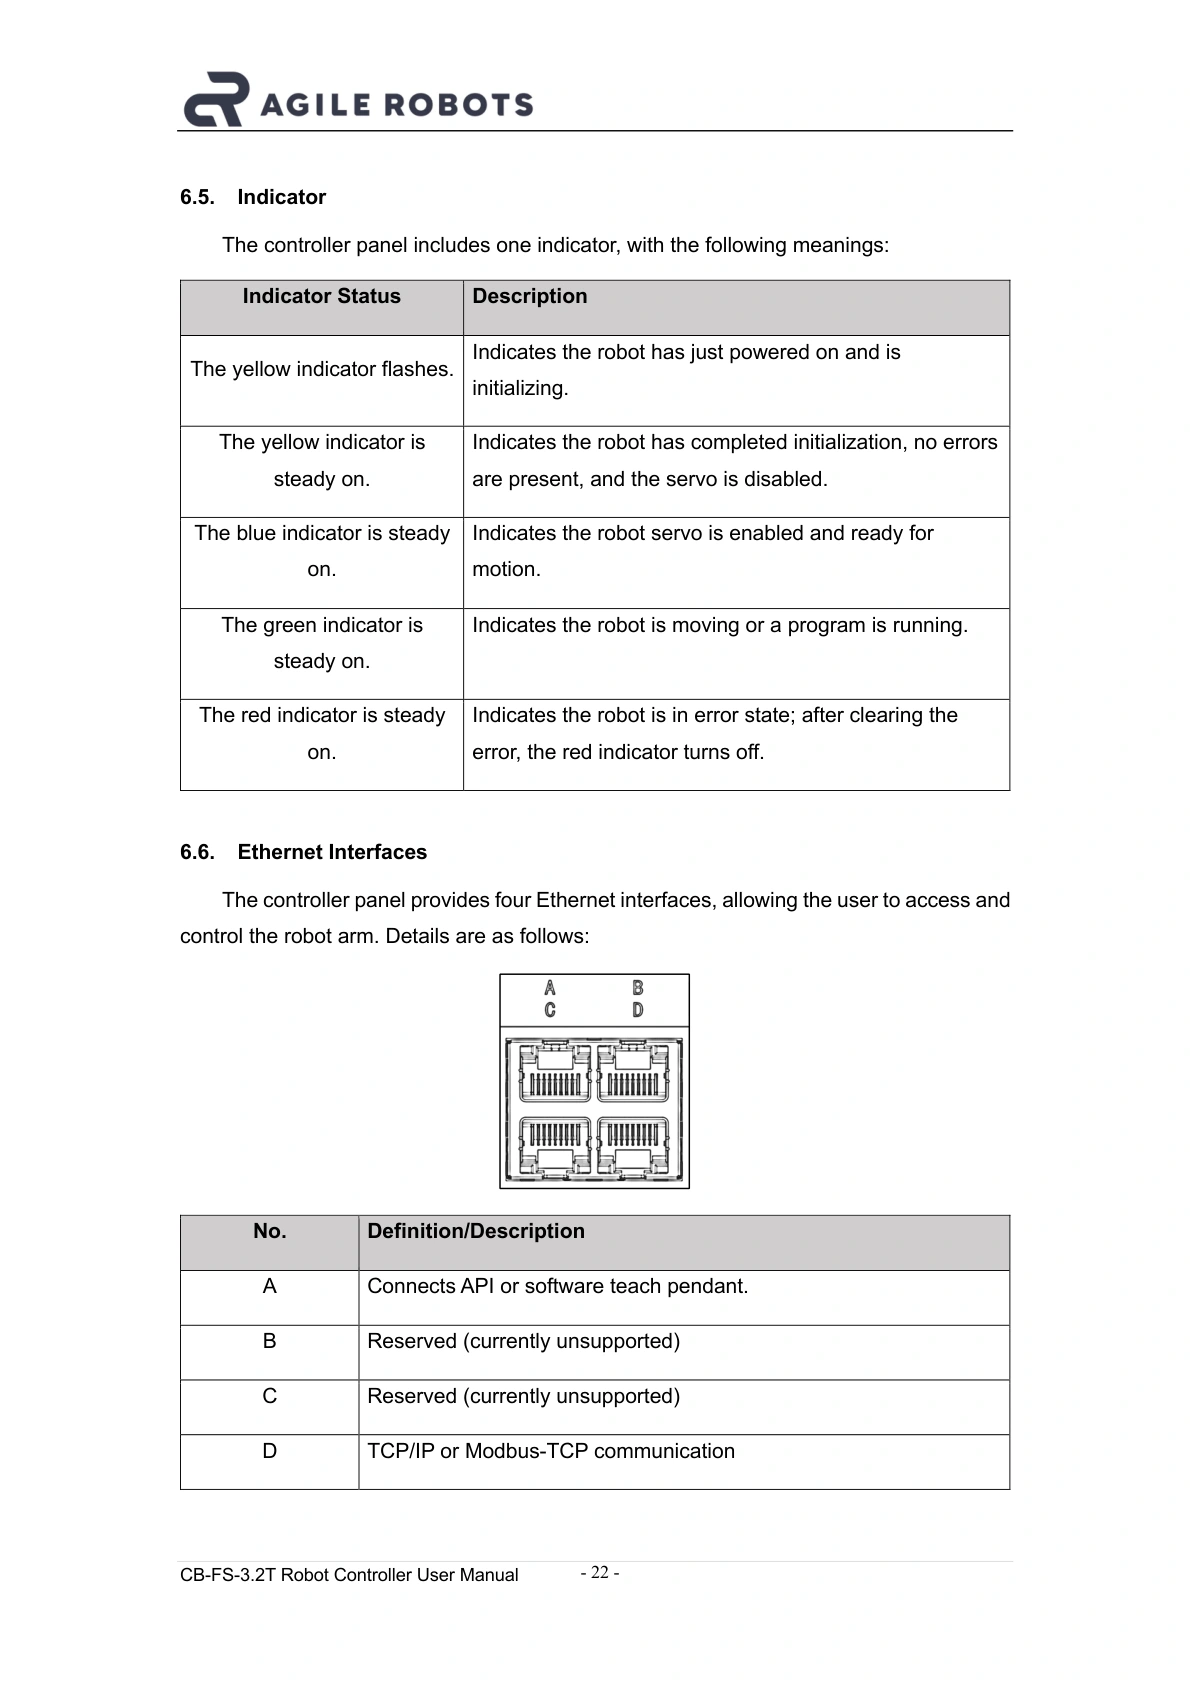 AGILE ROBOTS
6.5. Indicator
The controller panel includes one indicator, with the following meanings:
Indicator Status
Description
The yellow indicator flashes.
Indicates the robot has just powered on and is
initializing.
The yellow indicator is
steady on.
Indicates the robot has completed initialization, no errors
are present, and the servo is disabled.
The blue indicator is steady
on.
Indicates the robot servo is enabled and ready for
motion.
The green indicator is
steady on.
Indicates the robot is moving or a program is running.
The red indicator is steady
on.
Indicates the robot is in error state; after clearing the
error, the red indicator turns off.
6.6. Ethernet Interfaces
The controller panel provides four Ethernet interfaces, allowing the user to access and
control the robot arm. Details are as follows:
A B
C D
No. Definition/Description
A Connects API or software teach pendant.
B Reserved (currently unsupported)
C Reserved (currently unsupported)
D TCP/IP or Modbus-TCP communication
CB-FS-3.2T Robot Controller User Manual - 22 -